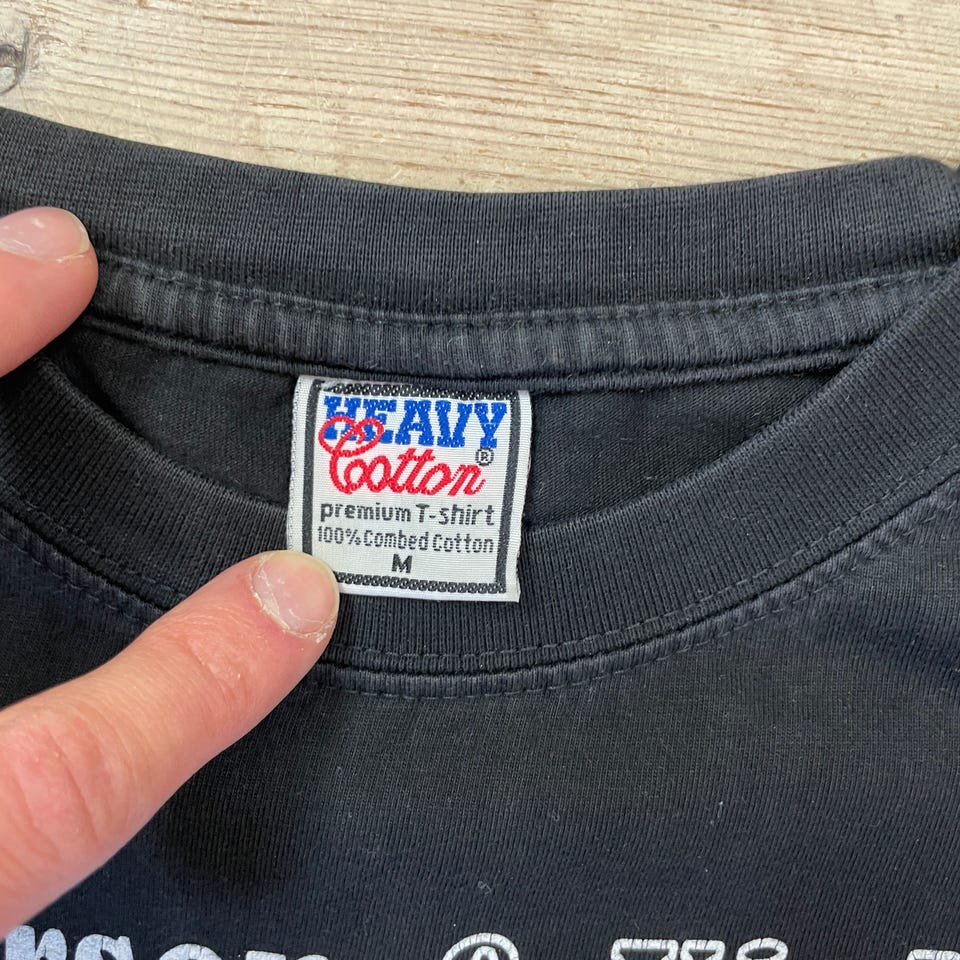 HEAVY
Cotton®
premium T-shirt
100% Combed Cotton
M